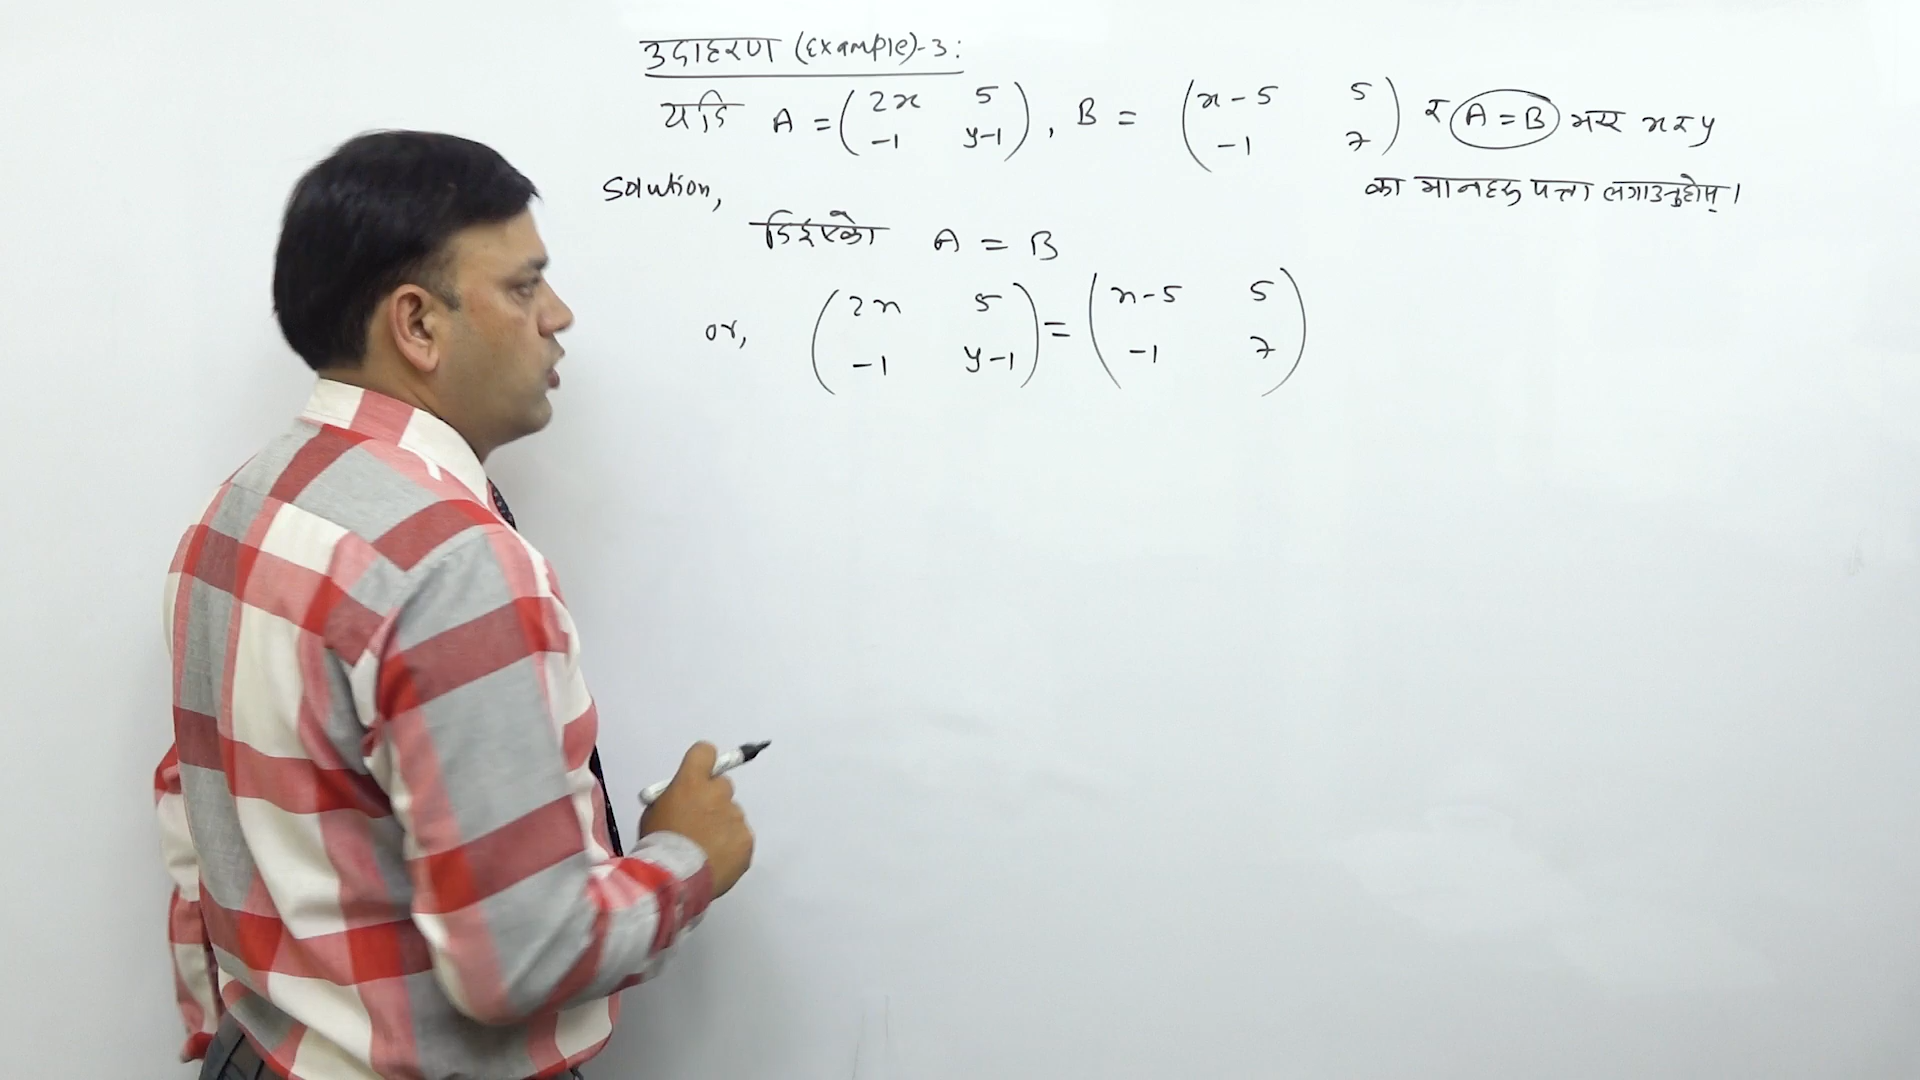 उदाहरण (Example)-3:
यदि A = (2x 5
-1 y-1), B = (x-5 5
-1 7) र A = B भए x र y
का मानहरू पत्ता लगाउनुहोस् ।
Solution,
दिइएको A = B
or, (2x 5
-1 y-1) = (x-5 5
-1 7)